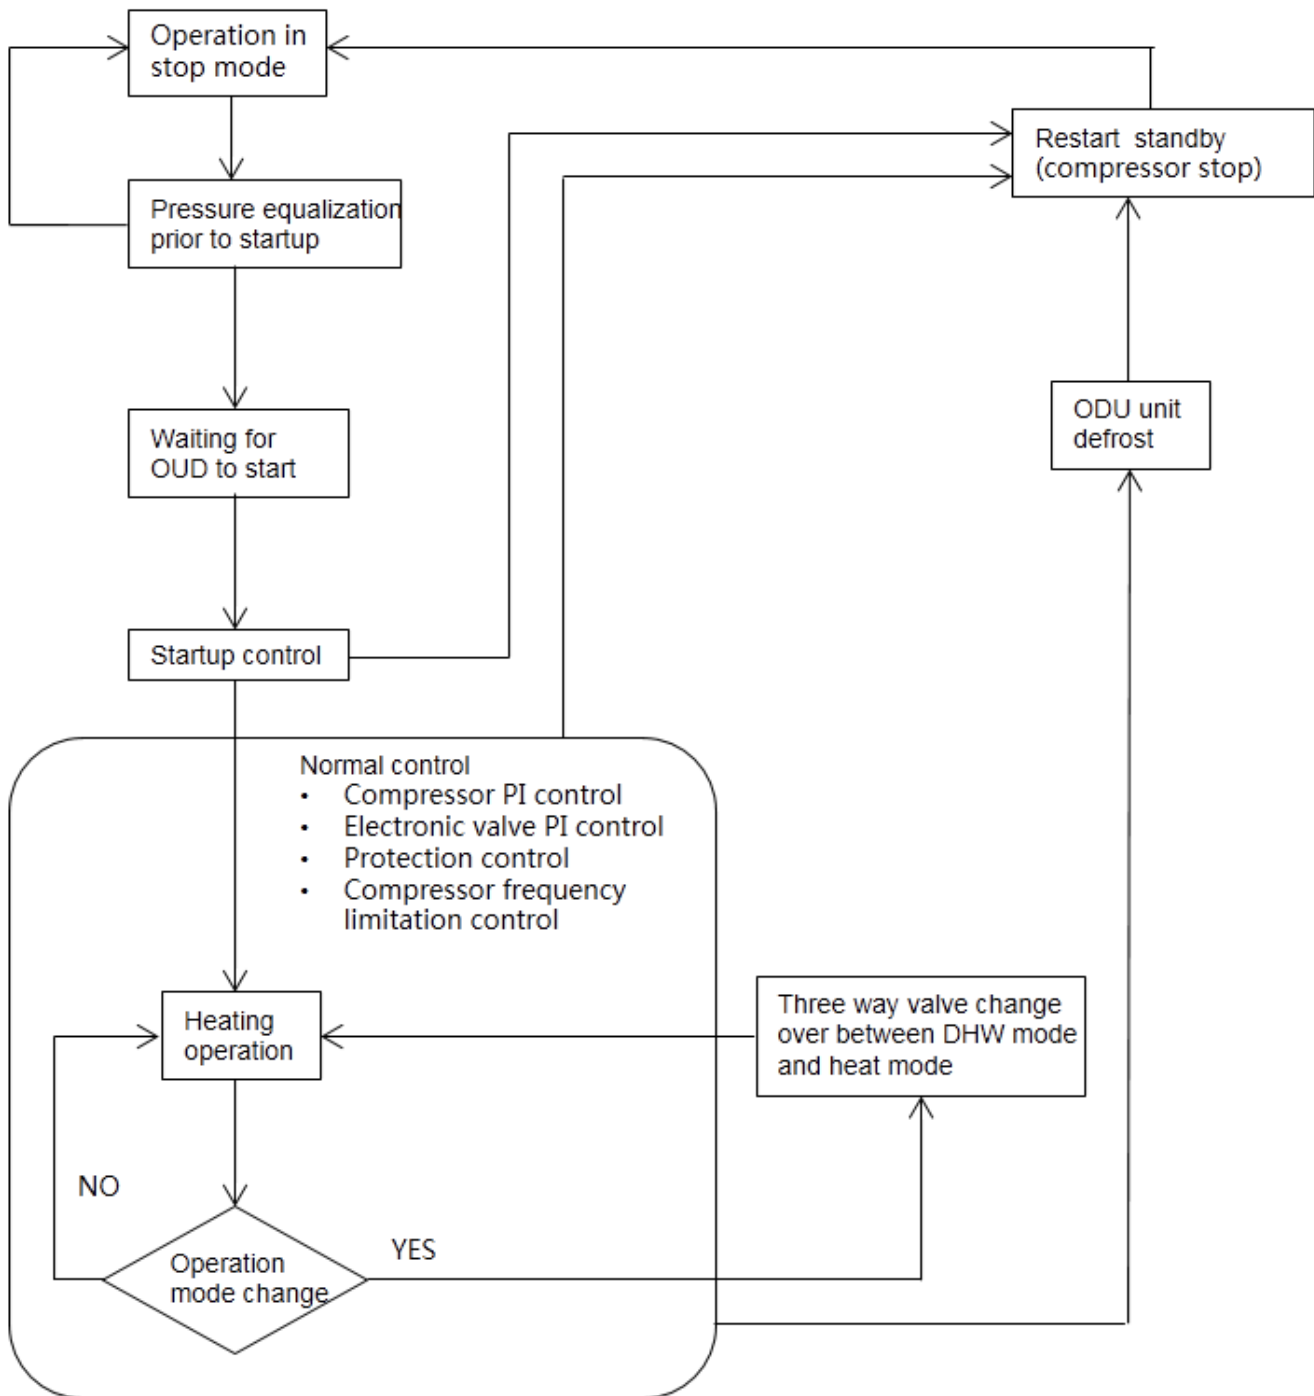 Operation in
stop mode
Restart standby
(compressor stop)
Pressure equalization
prior to startup
ODU unit
defrost
Waiting for
OUD to start
Startup control
Normal control
• Compressor PI control
• Electronic valve PI control
• Protection control
• Compressor frequency
limitation control
Heating
operation
Three way valve change
over between DHW mode
and heat mode
NO
YES
Operation
mode change